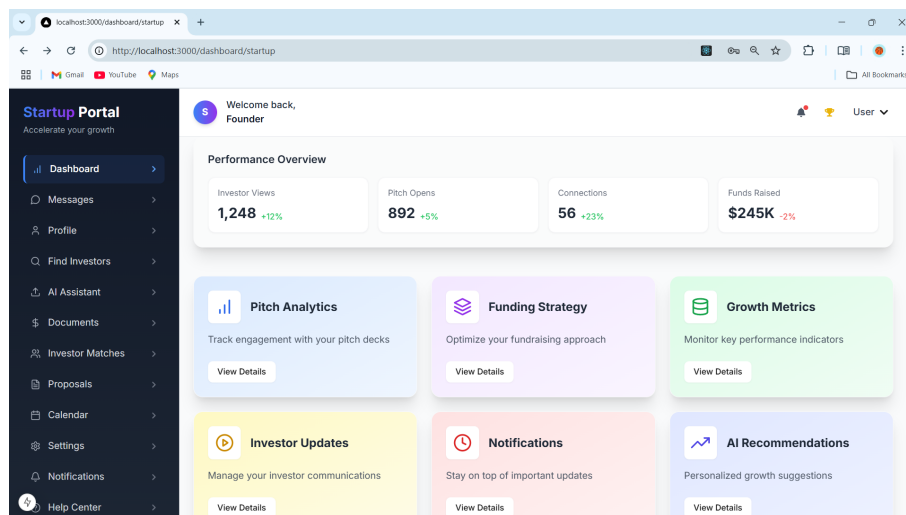 localhost:3000/dashboard/startup
http://localhost:3000/dashboard/startup
Gmail
YouTube
Maps
All Bookmarks
Startup Portal
Accelerate your growth
Dashboard
Messages
Profile
Find Investors
AI Assistant
Documents
Investor Matches
Proposals
Calendar
Settings
Notifications
Help Center
S
Welcome back,
Founder
User
Performance Overview
Investor Views
1,248 +12%
Pitch Opens
892 +5%
Connections
56 +23%
Funds Raised
$245K -2%
Pitch Analytics
Track engagement with your pitch decks
View Details
Funding Strategy
Optimize your fundraising approach
View Details
Growth Metrics
Monitor key performance indicators
View Details
Investor Updates
Manage your investor communications
View Details
Notifications
Stay on top of important updates
View Details
AI Recommendations
Personalized growth suggestions
View Details